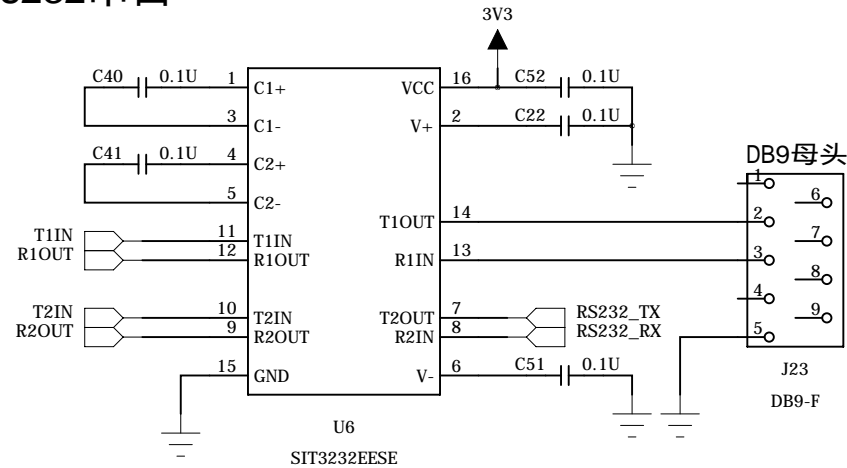 3V3
C40 0.1U 1 C1+ VCC 16 C52 0.1U
3 C1- V+ 2 C22 0.1U
C41 0.1U 4 C2+
5 C2-
DB9母头
1
6
T1OUT 14 2
T1IN 11 T1IN 7
R1OUT 12 R1OUT R1IN 13 3
8
4
T2IN 10 T2IN T2OUT 7 RS232_TX 9
R2OUT 9 R2OUT R2IN 8 RS232_RX 5
15 GND V- 6 C51 0.1U
J23
DB9-F
U6
SIT3232EESE